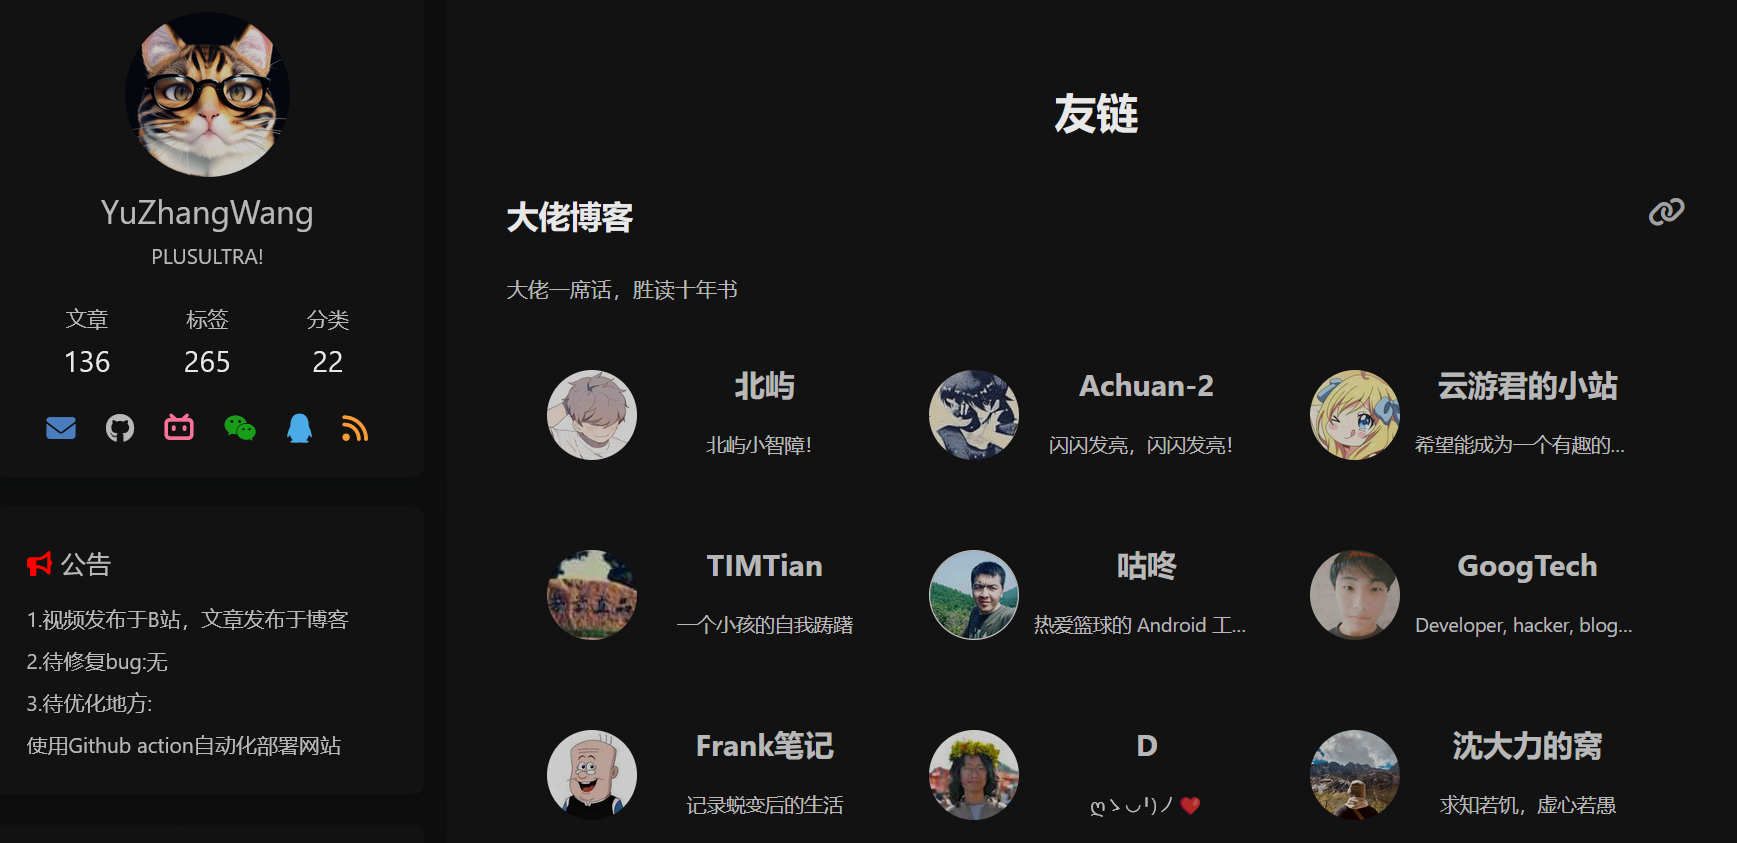 YuZhangWang
PLUSULTRA!
文章 标签 分类
136 265 22
公告
1.视频发布于B站，文章发布于博客
2.待修复bug:无
3.待优化地方:
使用Github action自动化部署网站
友链
大佬博客
大佬一席话，胜读十年书
北屿
北屿小智障！
Achuan-2
闪闪发亮，闪闪发亮！
云游君的小站
希望能成为一个有趣的...
TIMTian
一个小孩的自我踌躇
咕咚
热爱篮球的 Android 工...
GoogTech
Developer, hacker, blog...
Frank笔记
记录蜕变后的生活
D
沈大力的窝
求知若饥，虚心若愚